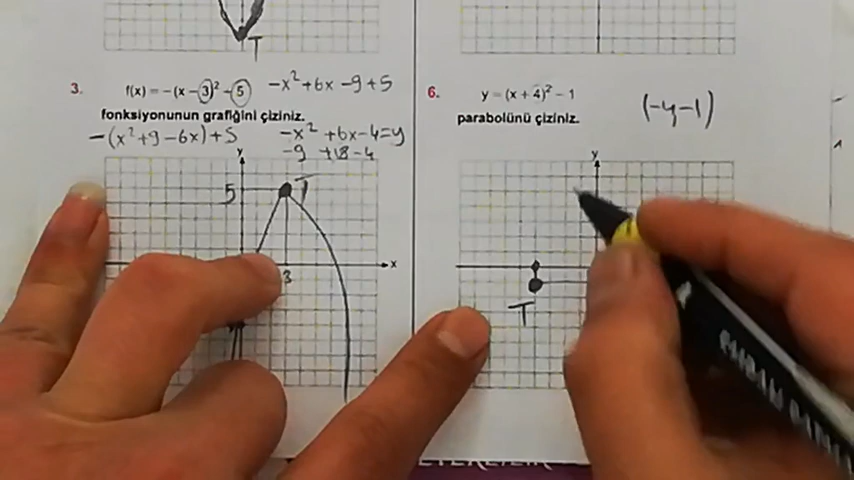 T
3. f(x) = -(x - 3)² - 5 -x² + 6x - 9 + 5
fonksiyonunun grafiğini çiziniz.
-(x² + 9 - 6x) + 5 -x² + 6x - 4 = y
-9 + 18 - 4
y
5 T
x
3
6. y = (x + 4)² - 1 (-4 - 1)
parabolünü çiziniz.
y
T